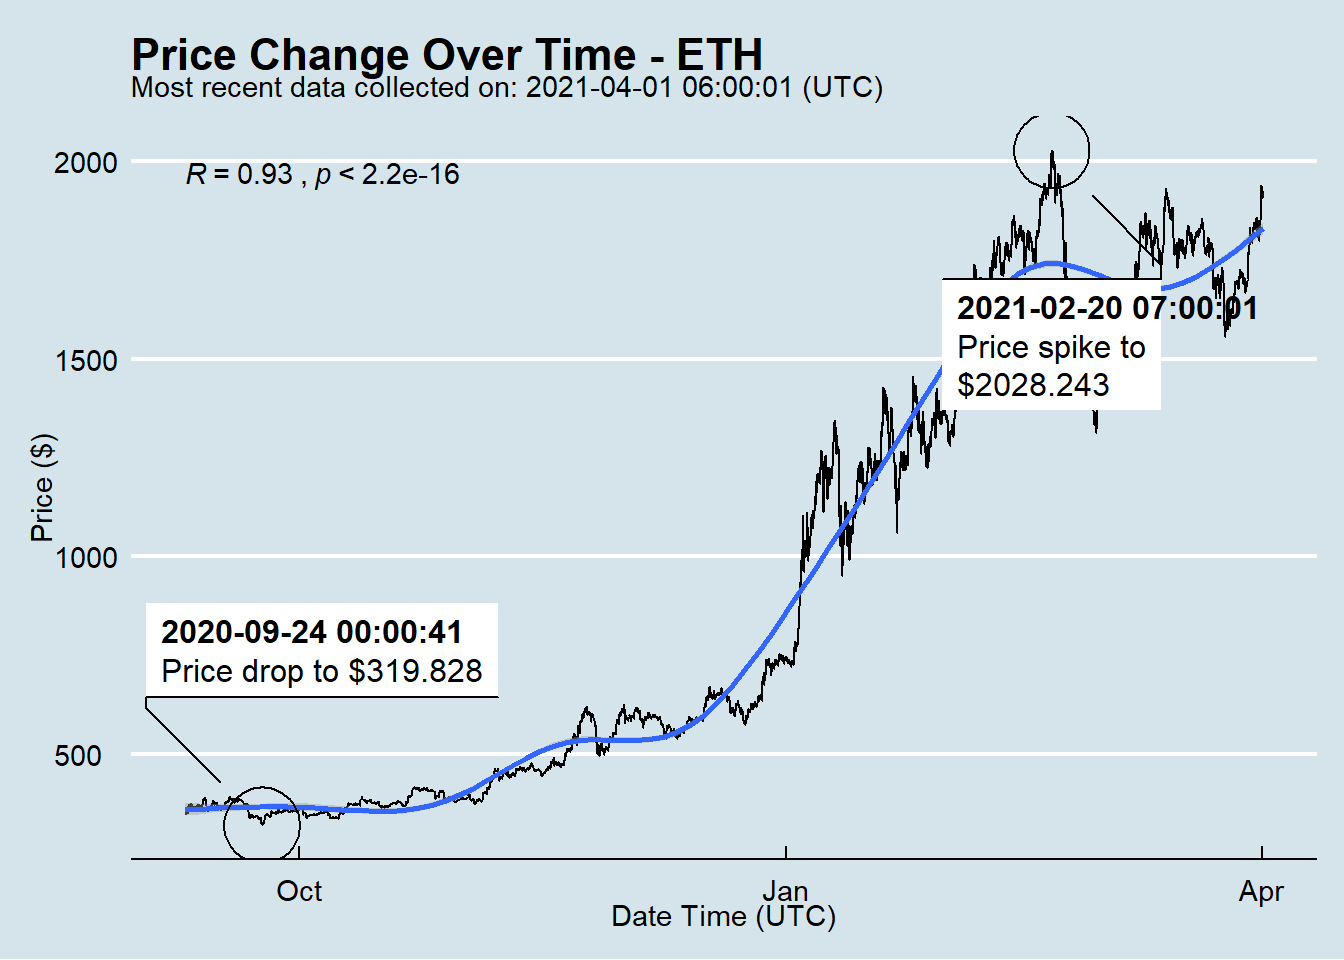 Price Change Over Time - ETH
Most recent data collected on: 2021-04-01 06:00:01 (UTC)
R = 0.93 , p < 2.2e-16
2000
1500
1000
500
Price ($)
2021-02-20 07:00:01
Price spike to
$2028.243
2020-09-24 00:00:41
Price drop to $319.828
Oct
Jan
Apr
Date Time (UTC)